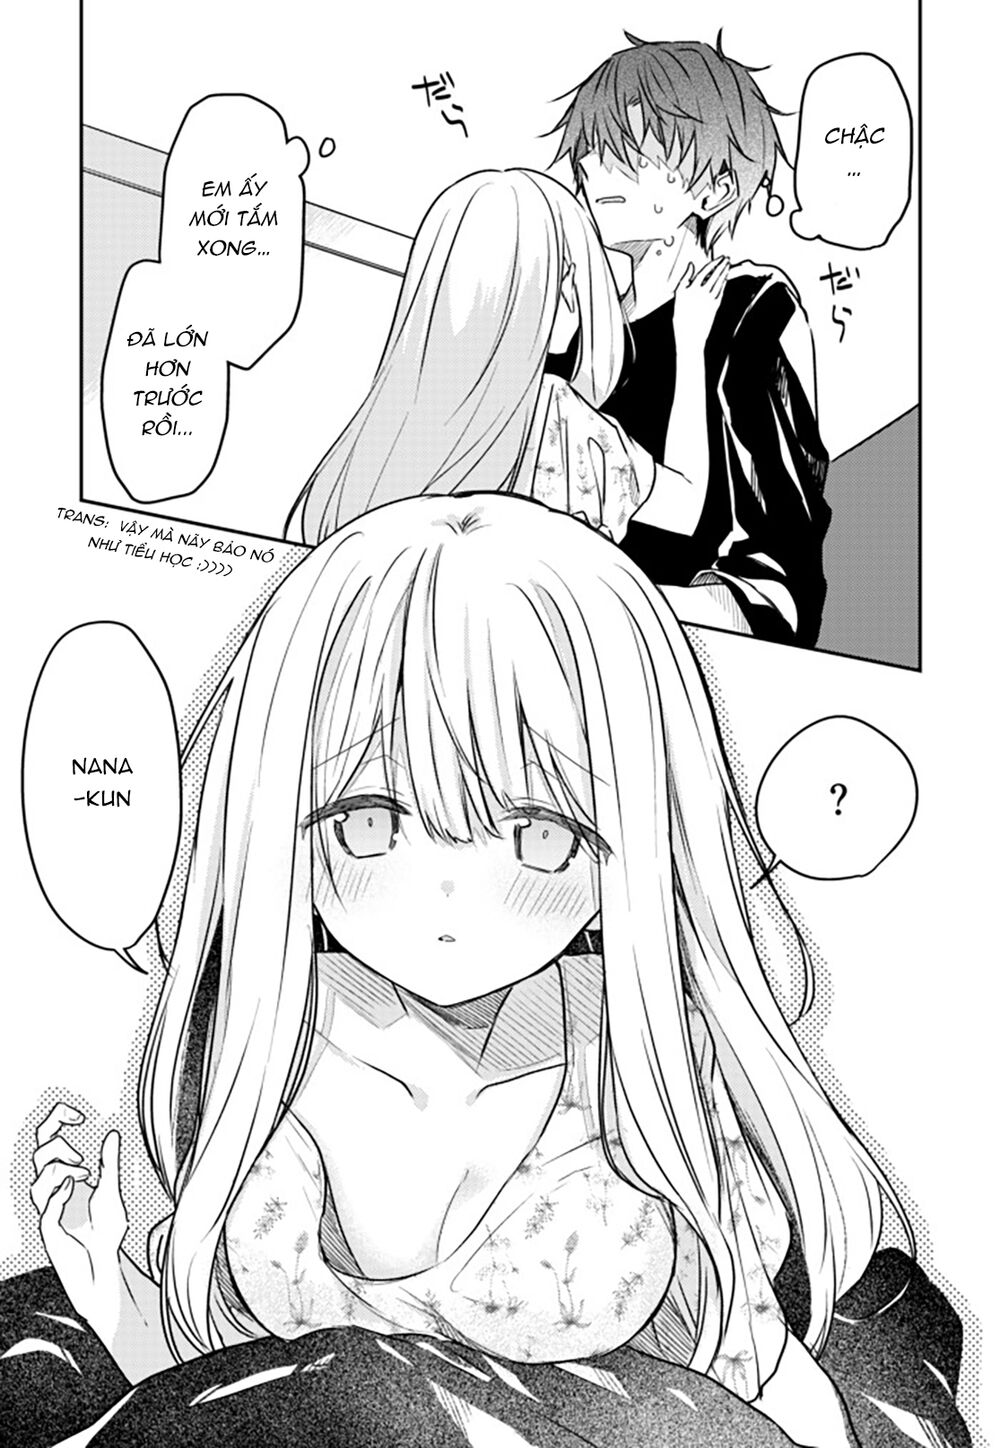 CHẬC
...
だら
だら
EM ẤY
MỚI TẮM
XONG...
ĐÃ LỚN
HƠN
TRƯỚC
RỒI...
TRANS: VẬY MÀ NÃY BẢO NÓ
NHƯ TIỂU HỌC :))))
?
NANA
-KUN